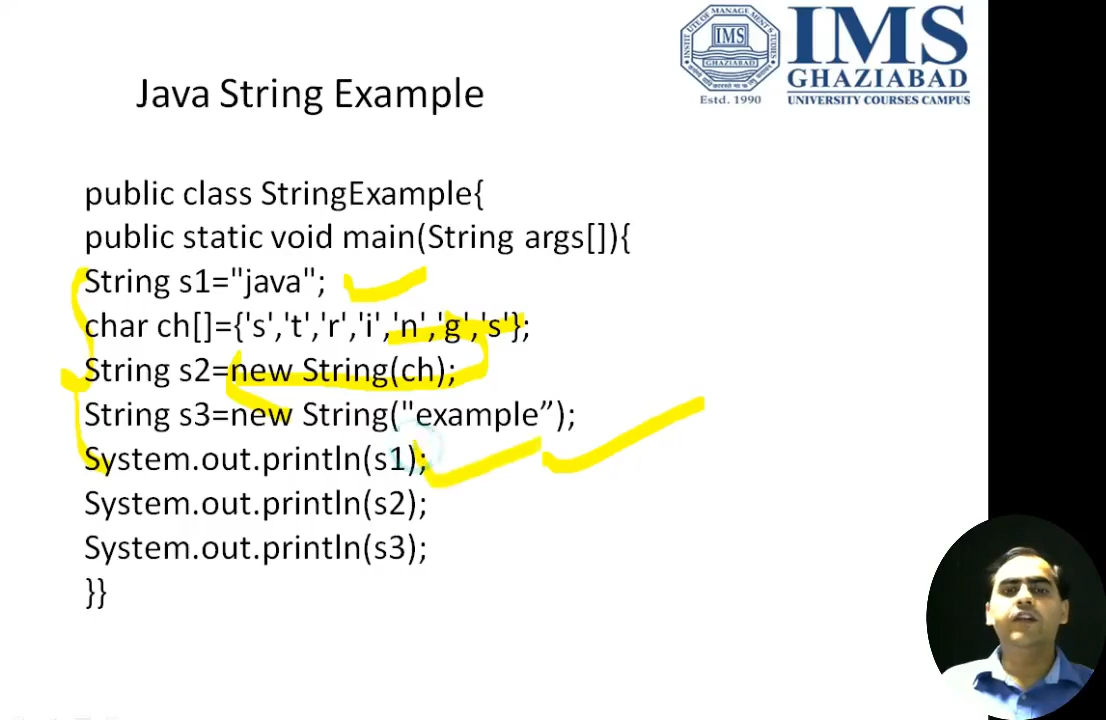 IMS
GHAZIABAD
Estd. 1990
UNIVERSITY COURSES CAMPUS
Java String Example
public class StringExample{
public static void main(String args[]){
String s1="java";
char ch[]={'s','t','r','i','n','g','s'};
String s2=new String(ch);
String s3=new String("example”);
System.out.println(s1);
System.out.println(s2);
System.out.println(s3);
}}